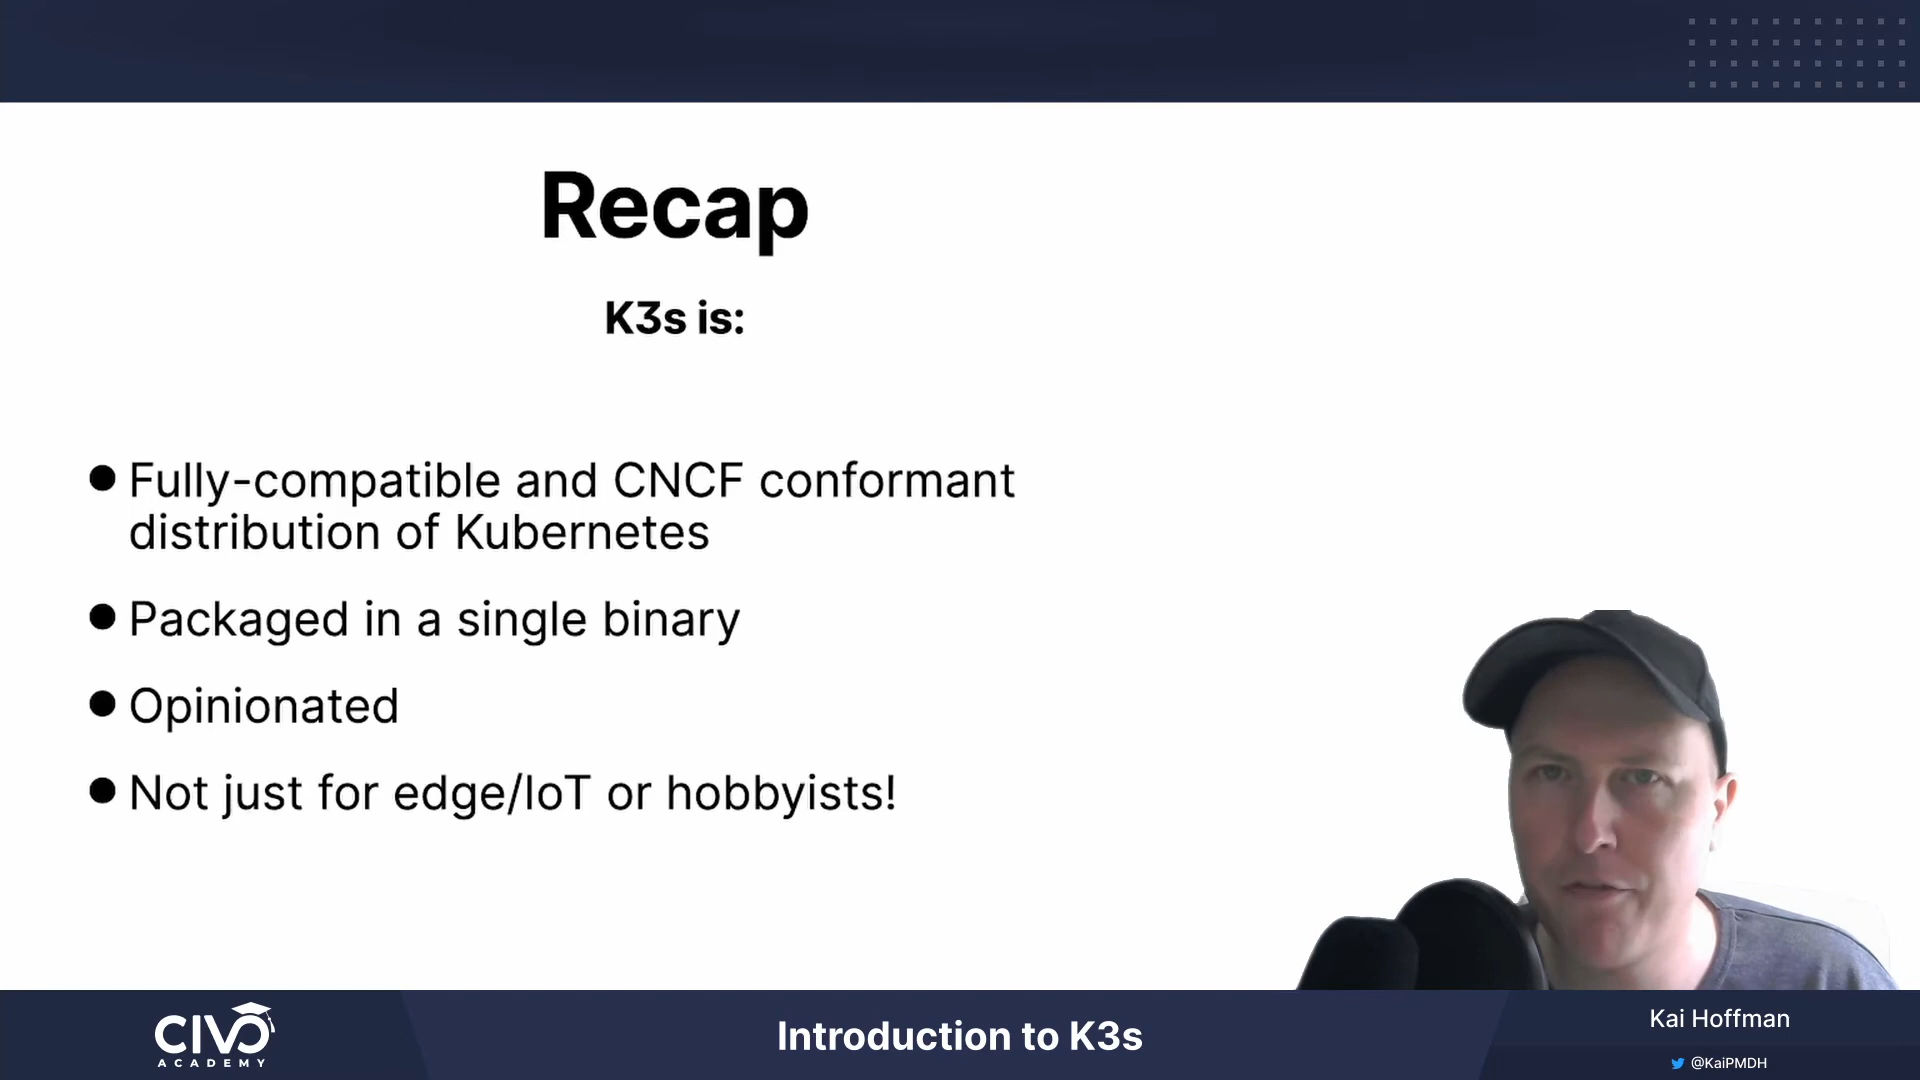 Recap
K3s is:
● Fully-compatible and CNCF conformant
distribution of Kubernetes
● Packaged in a single binary
● Opinionated
● Not just for edge/IoT or hobbyists!
CIVO
ACADEMY
Introduction to K3s
Kai Hoffman
@KaiPMDH